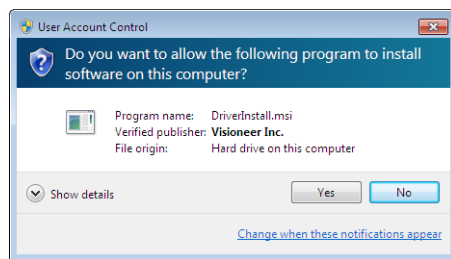 User Account Control
Do you want to allow the following program to install
software on this computer?
Program name: DriverInstall.msi
Verified publisher: Visioneer Inc.
File origin: Hard drive on this computer
Show details
Yes
No
Change when these notifications appear